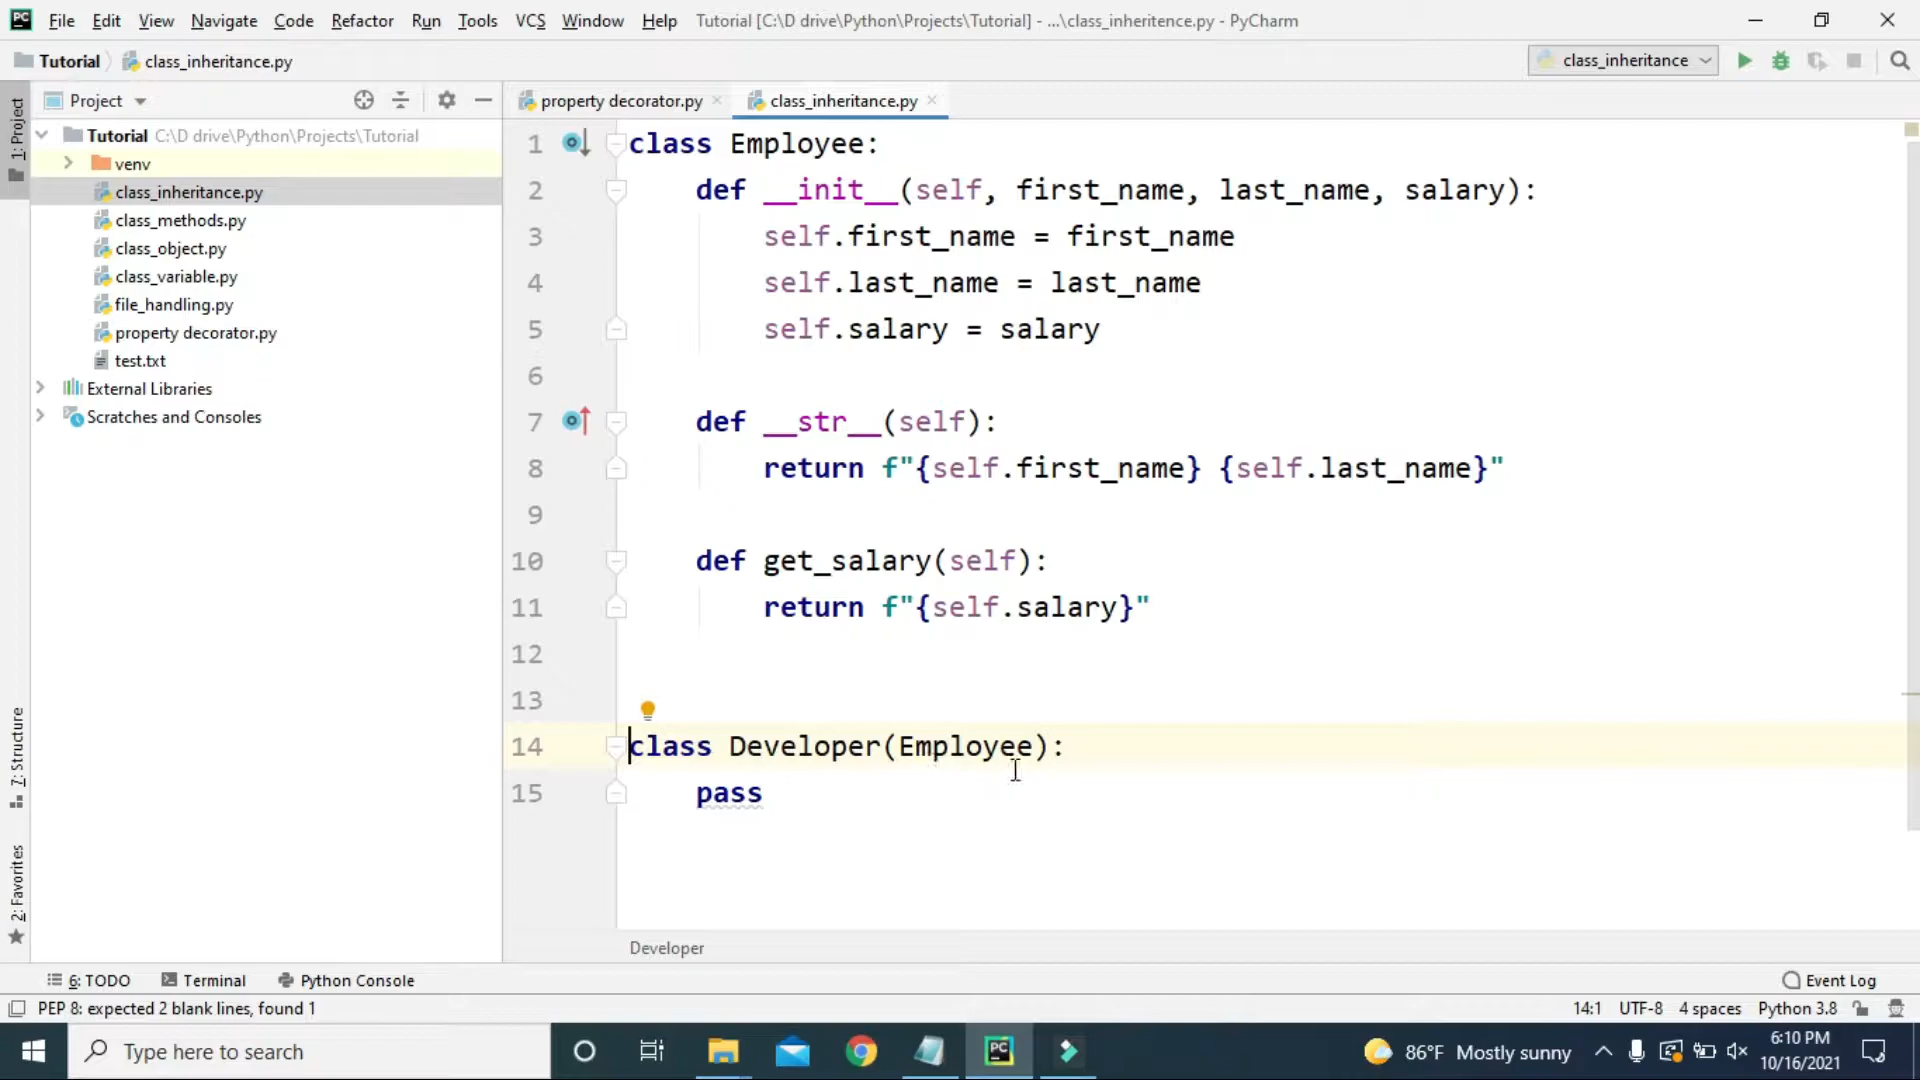 PC File Edit View Navigate Code Refactor Run Tools VCS Window Help Tutorial [C:\D drive\Python\Projects\Tutorial] - ...\class_inheritence.py - PyCharm
Tutorial class_inheritance.py class_inheritance
1: Project
Project property decorator.py class_inheritance.py
Tutorial C:\D drive\Python\Projects\Tutorial
venv
class_inheritance.py
class_methods.py
class_object.py
class_variable.py
file_handling.py
property decorator.py
test.txt
External Libraries
Scratches and Consoles
7: Structure
2: Favorites
1 class Employee:
2 def __init__(self, first_name, last_name, salary):
3 self.first_name = first_name
4 self.last_name = last_name
5 self.salary = salary
6
7 def __str__(self):
8 return f"{self.first_name} {self.last_name}"
9
10 def get_salary(self):
11 return f"{self.salary}"
12
13
14 class Developer(Employee):
15 pass
Developer
6: TODO Terminal Python Console Event Log
PEP 8: expected 2 blank lines, found 1 14:1 UTF-8 4 spaces Python 3.8
Type here to search PC 86°F Mostly sunny 6:10 PM
10/16/2021